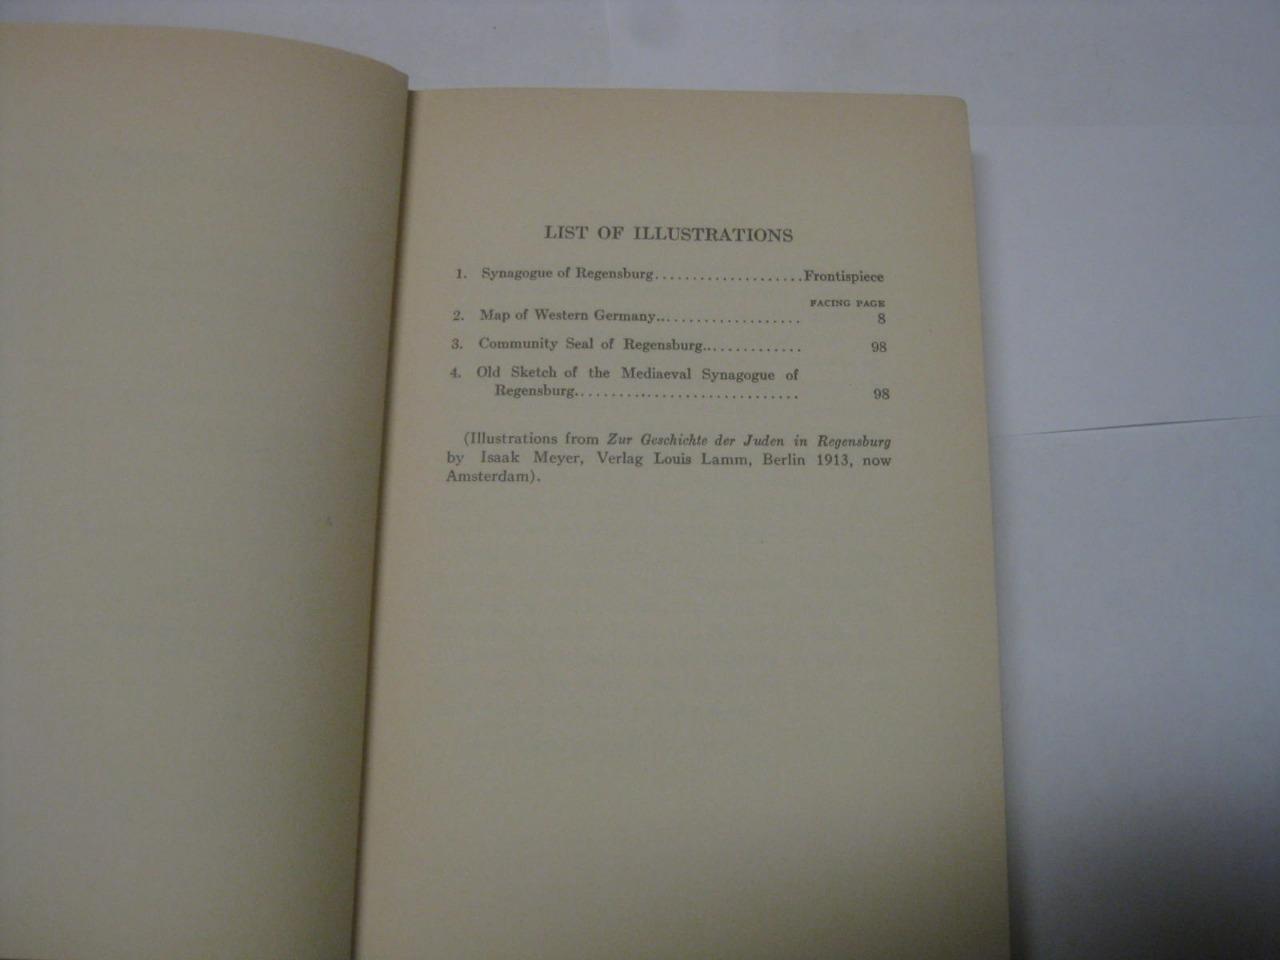 LIST OF ILLUSTRATIONS
1. Synagogue of Regensburg....................Frontispiece
FACING PAGE
2. Map of Western Germany.................... 8
3. Community Seal of Regensburg.............. 98
4. Old Sketch of the Mediaeval Synagogue of
Regensburg.............................. 98
(Illustrations from Zur Geschichte der Juden in Regensburg
by Isaak Meyer, Verlag Louis Lamm, Berlin 1913, now
Amsterdam).